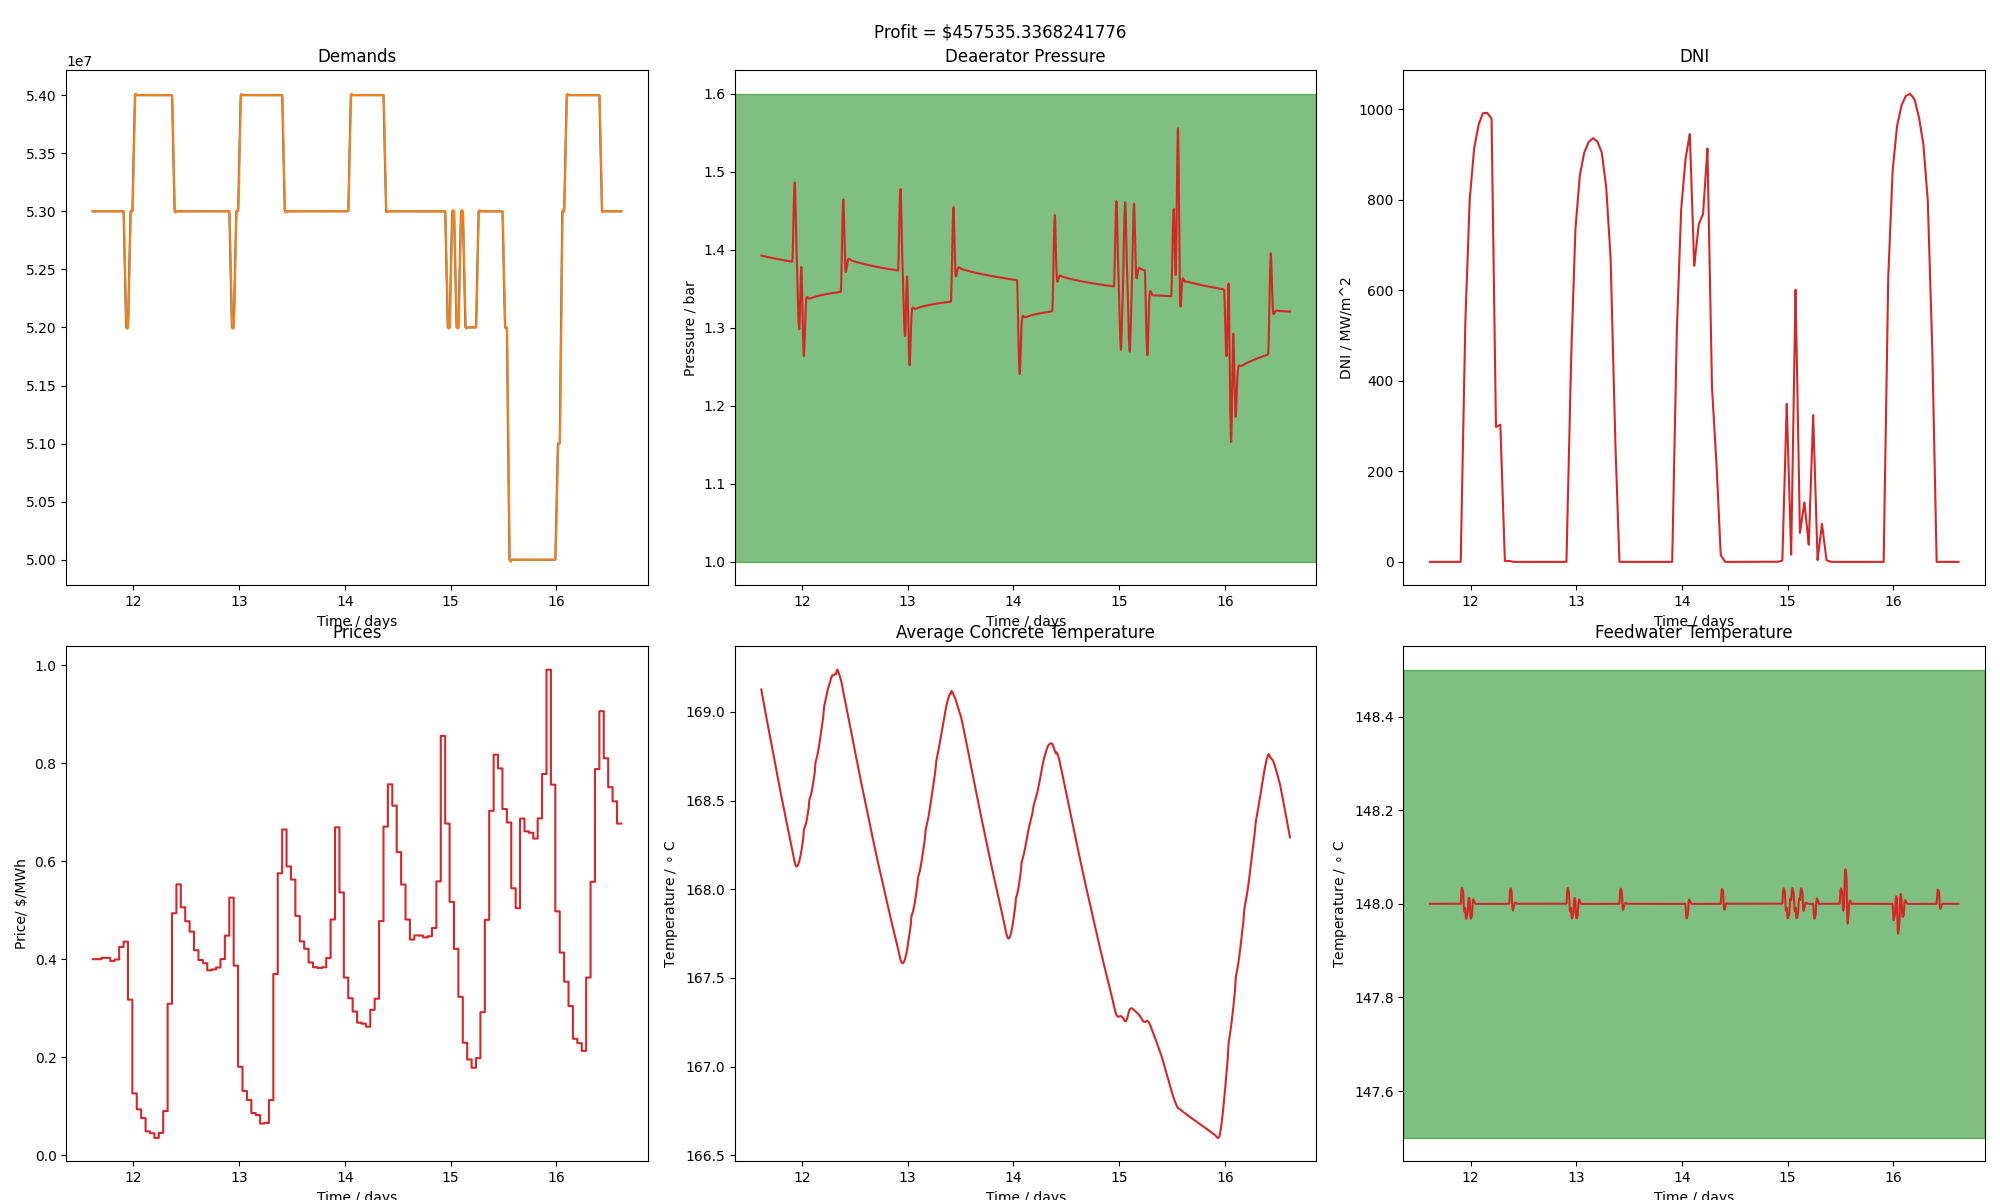 Profit = $457535.3368241776
Demands
1e7
5.40
5.35
5.30
5.25
5.20
5.15
5.10
5.05
5.00
12 13 14 15 16
Time / days
Deaerator Pressure
Pressure / bar
1.6
1.5
1.4
1.3
1.2
1.1
1.0
12 13 14 15 16
Time / days
DNI
DNI / MW/m^2
1000
800
600
400
200
0
12 13 14 15 16
Time / days
Prices
Price/ $/MWh
1.0
0.8
0.6
0.4
0.2
0.0
12 13 14 15 16
Time / days
Average Concrete Temperature
Temperature / ∘ C
169.0
168.5
168.0
167.5
167.0
166.5
12 13 14 15 16
Time / days
Feedwater Temperature
Temperature / ∘ C
148.4
148.2
148.0
147.8
147.6
12 13 14 15 16
Time / days